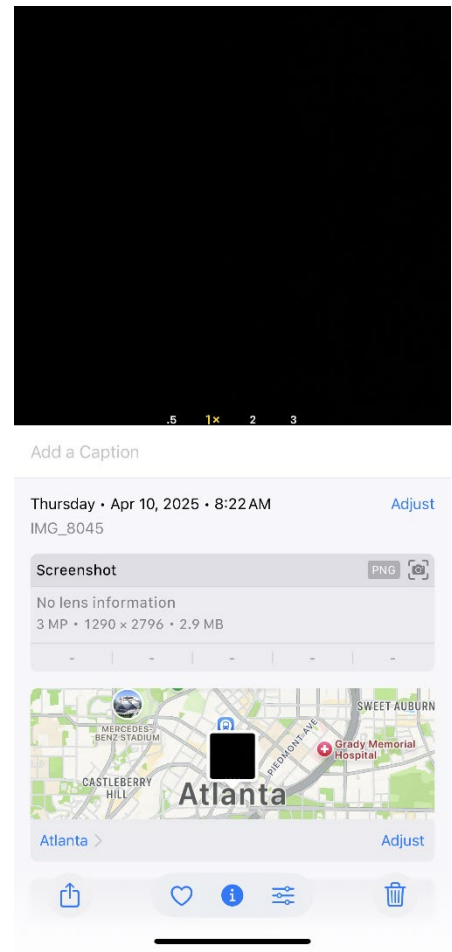 .5 1× 2 3
Add a Caption
Thursday • Apr 10, 2025 • 8:22 AM
Adjust
IMG_8045
Screenshot
PNG
No lens information
3 MP • 1290 × 2796 • 2.9 MB
- - - - -
SWEET AUBURN
MERCEDES-
BENZ STADIUM
PIEDMONT AVE
Grady Memorial
Hospital
CASTLEBERRY
HILL
Atlanta
Atlanta >
Adjust